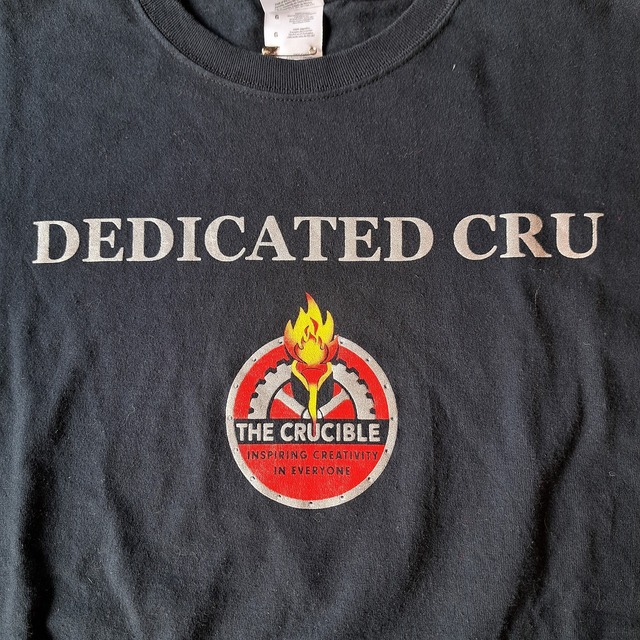 DEDICATED CRU
THE CRUCIBLE
INSPIRING CREATIVITY
IN EVERYONE